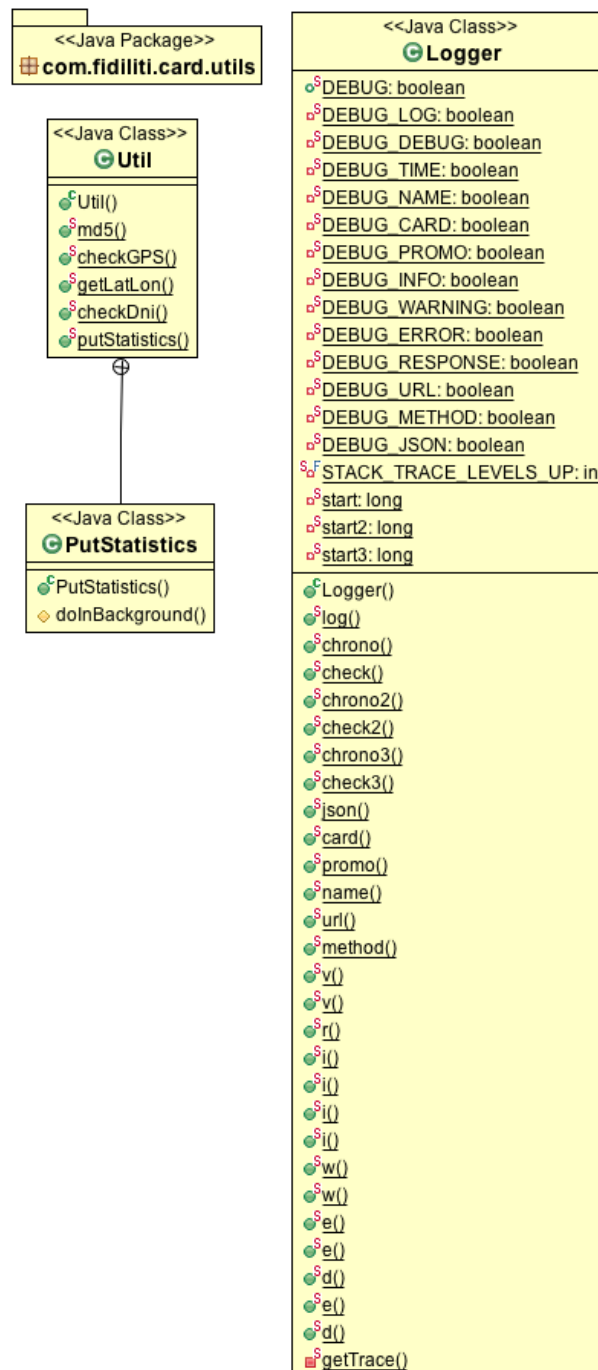 <<Java Package>>
com.fidiliti.card.utils
<<Java Class>>
Util
Util()
md5()
checkGPS()
getLatLon()
checkDni()
putStatistics()
<<Java Class>>
PutStatistics
PutStatistics()
doInBackground()
<<Java Class>>
Logger
DEBUG: boolean
DEBUG_LOG: boolean
DEBUG_DEBUG: boolean
DEBUG_TIME: boolean
DEBUG_NAME: boolean
DEBUG_CARD: boolean
DEBUG_PROMO: boolean
DEBUG_INFO: boolean
DEBUG_WARNING: boolean
DEBUG_ERROR: boolean
DEBUG_RESPONSE: boolean
DEBUG_URL: boolean
DEBUG_METHOD: boolean
DEBUG_JSON: boolean
STACK_TRACE_LEVELS_UP: in
start: long
start2: long
start3: long
Logger()
log()
chrono()
check()
chrono2()
check2()
chrono3()
check3()
json()
card()
promo()
name()
url()
method()
v()
v()
r()
i()
i()
i()
i()
w()
w()
e()
e()
d()
e()
d()
getTrace()